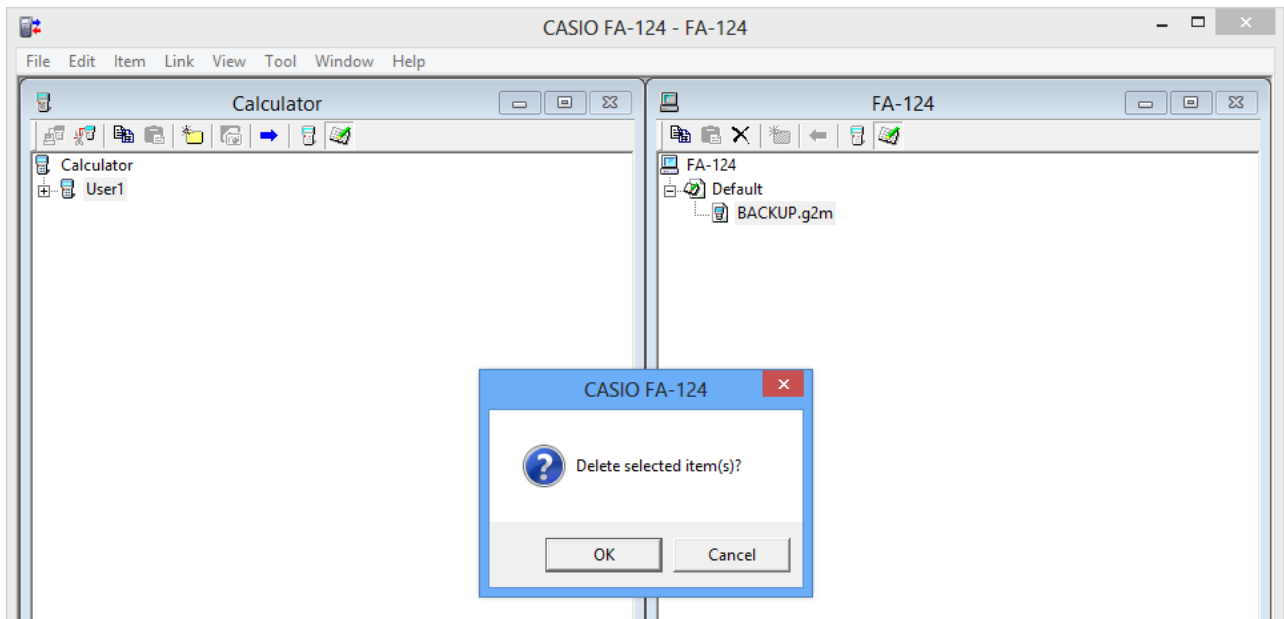 CASIO FA-124 - FA-124
File Edit Item Link View Tool Window Help
Calculator
Calculator
User1
FA-124
FA-124
Default
BACKUP.g2m
CASIO FA-124
Delete selected item(s)?
OK Cancel